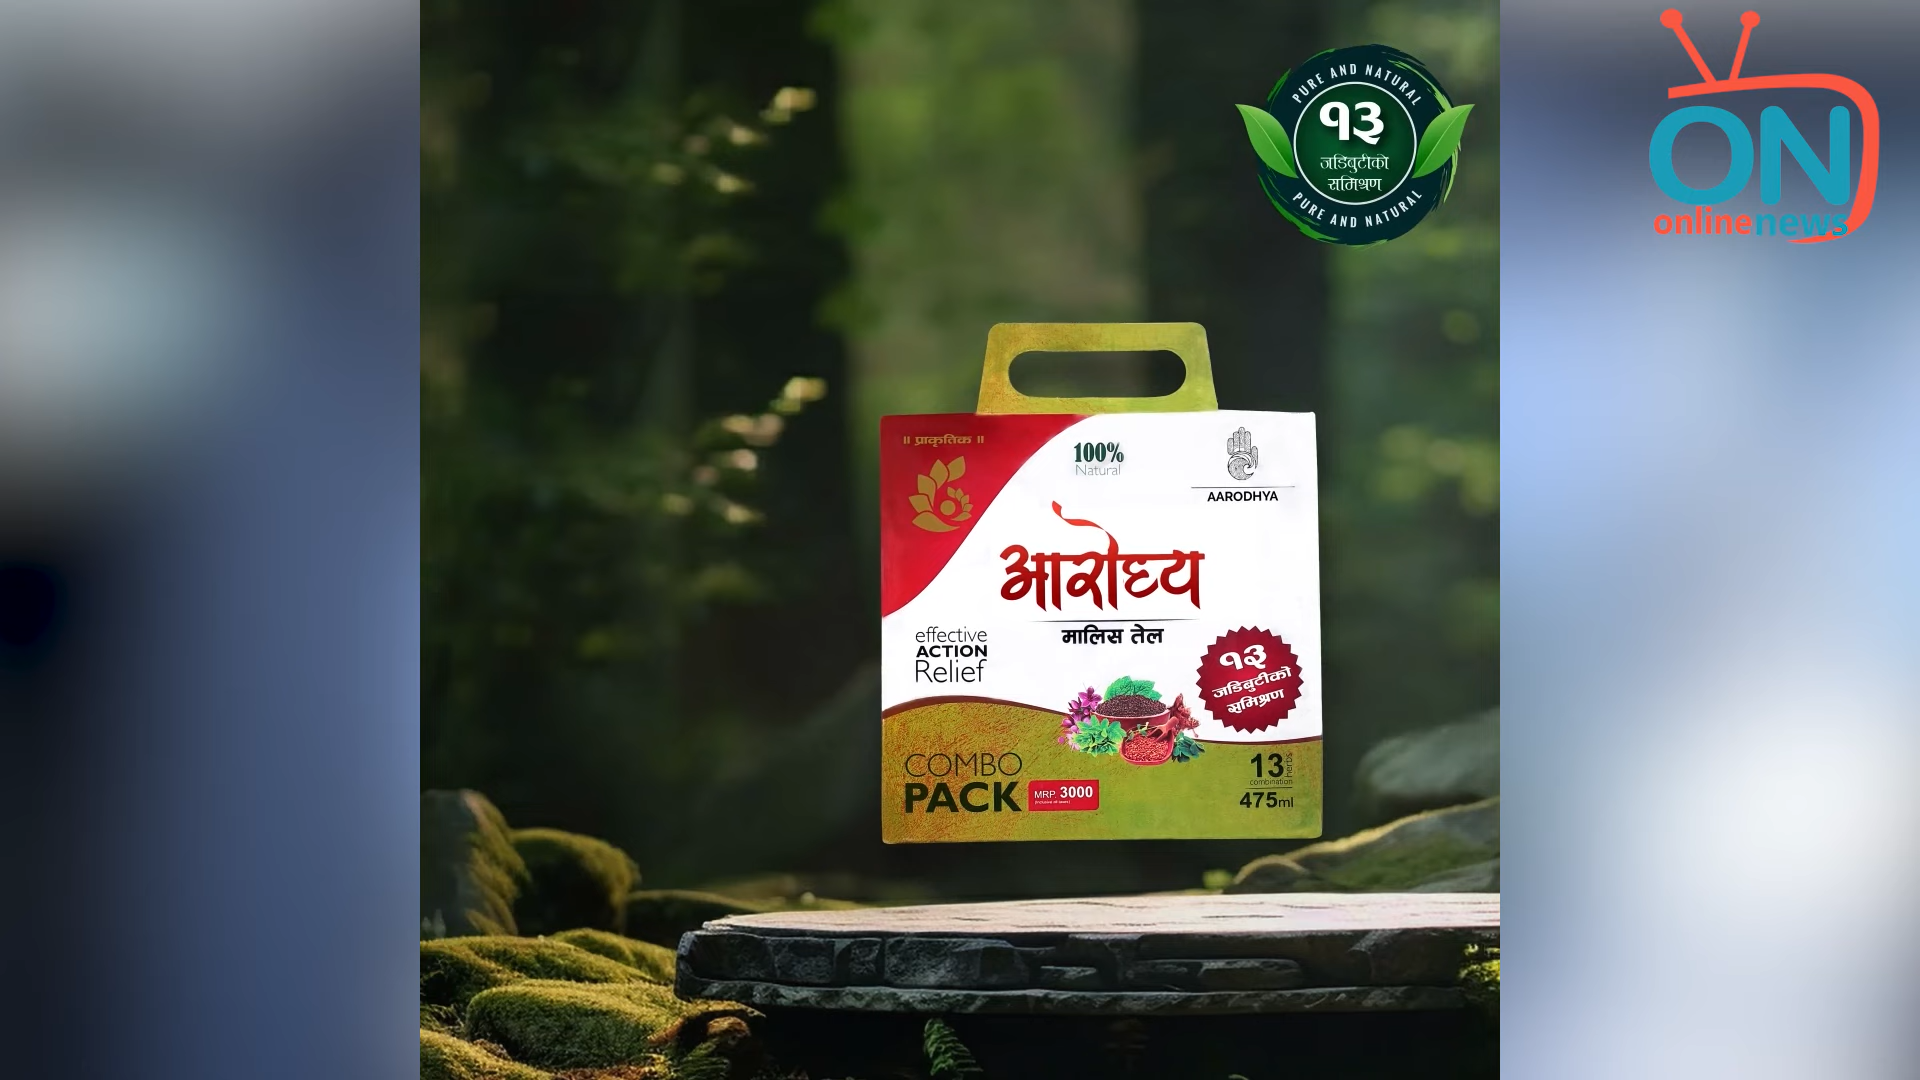 PURE AND NATURAL
१३
जडिबुटीको
समिश्रण
PURE AND NATURAL
ON
onlinenews
॥ प्राकृतिक ॥
100%
Natural
AARODHYA
आरोध्य
मालिस तेल
effective
ACTION
Relief
१३
जडिबुटीको
समिश्रण
COMBO
PACK
MRP. 3000
13 herbs
combination
475ml